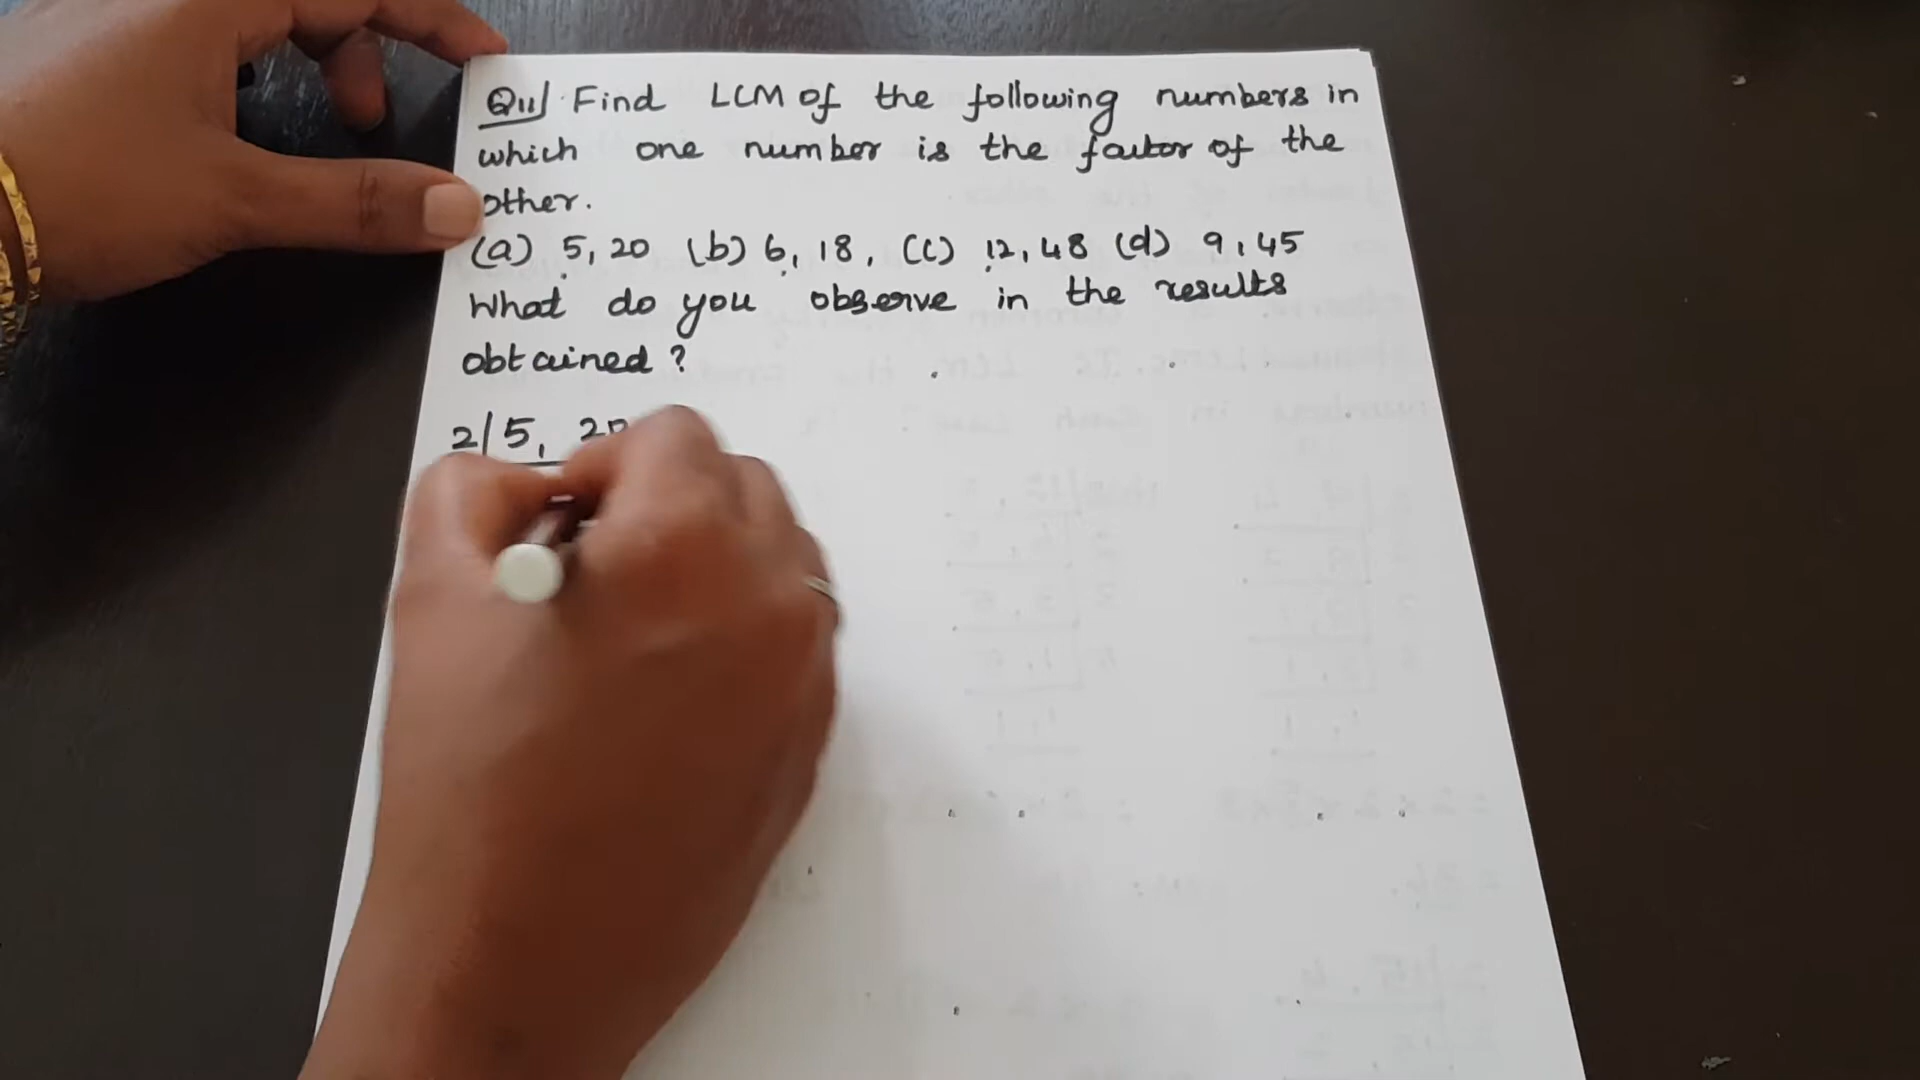 Q11) Find LCM of the following numbers in
which one number is the factor of the
other.
(a) 5, 20 (b) 6, 18, (c) 12, 48 (d) 9, 45
What do you observe in the results
obtained ?
2|5, 20